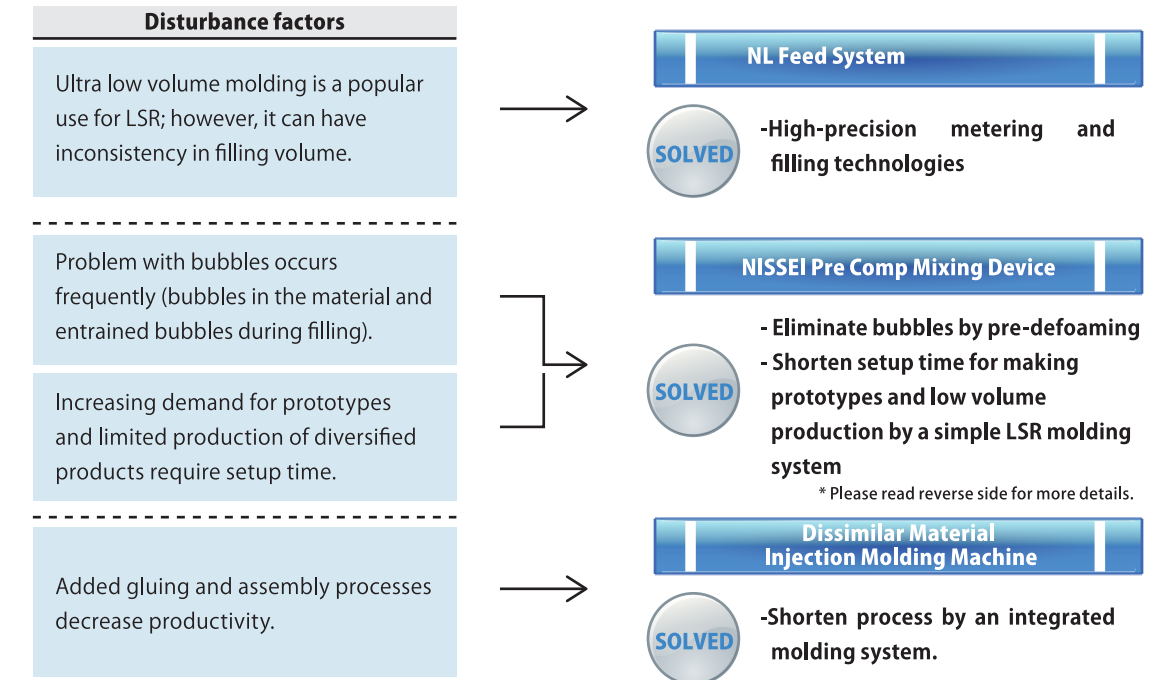 Disturbance factors
Ultra low volume molding is a popular
use for LSR; however, it can have
inconsistency in filling volume.
NL Feed System
SOLVED
-High-precision metering and
filling technologies
Problem with bubbles occurs
frequently (bubbles in the material and
entrained bubbles during filling).
Increasing demand for prototypes
and limited production of diversified
products require setup time.
NISSEI Pre Comp Mixing Device
SOLVED
- Eliminate bubbles by pre-defoaming
- Shorten setup time for making
prototypes and low volume
production by a simple LSR molding
system
* Please read reverse side for more details.
Added gluing and assembly processes
decrease productivity.
Dissimilar Material
Injection Molding Machine
SOLVED
-Shorten process by an integrated
molding system.